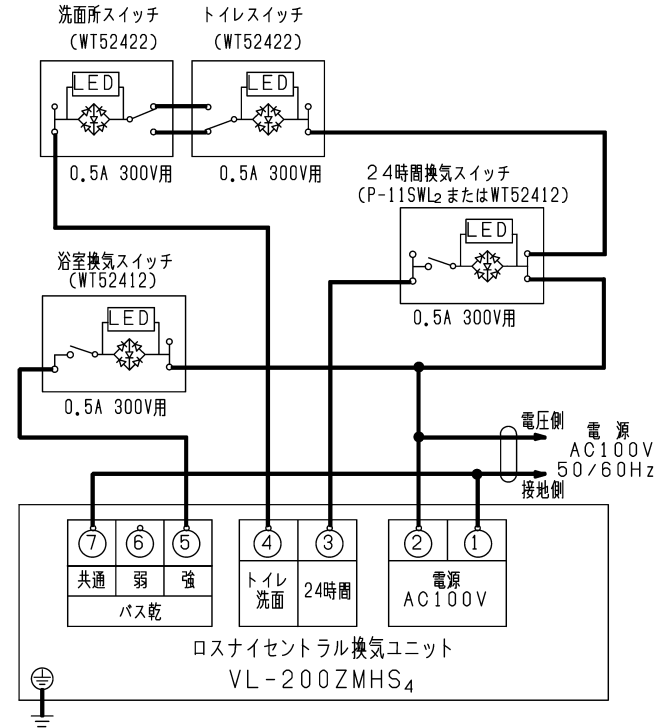 洗面所スイッチ
(WT52422)
トイレスイッチ
(WT52422)
LED
LED
0.5A 300V用
0.5A 300V用
24時間換気スイッチ
(P-11SWL2またはWT52412)
LED
0.5A 300V用
浴室換気スイッチ
(WT52412)
LED
0.5A 300V用
電圧側
電源
AC100V
50/60Hz
接地側
7
6
5
4
3
2
1
共通
弱
強
バス乾
トイレ
洗面
24時間
電源
AC100V
ロスナイセントラル換気ユニット
VL-200ZMHS4